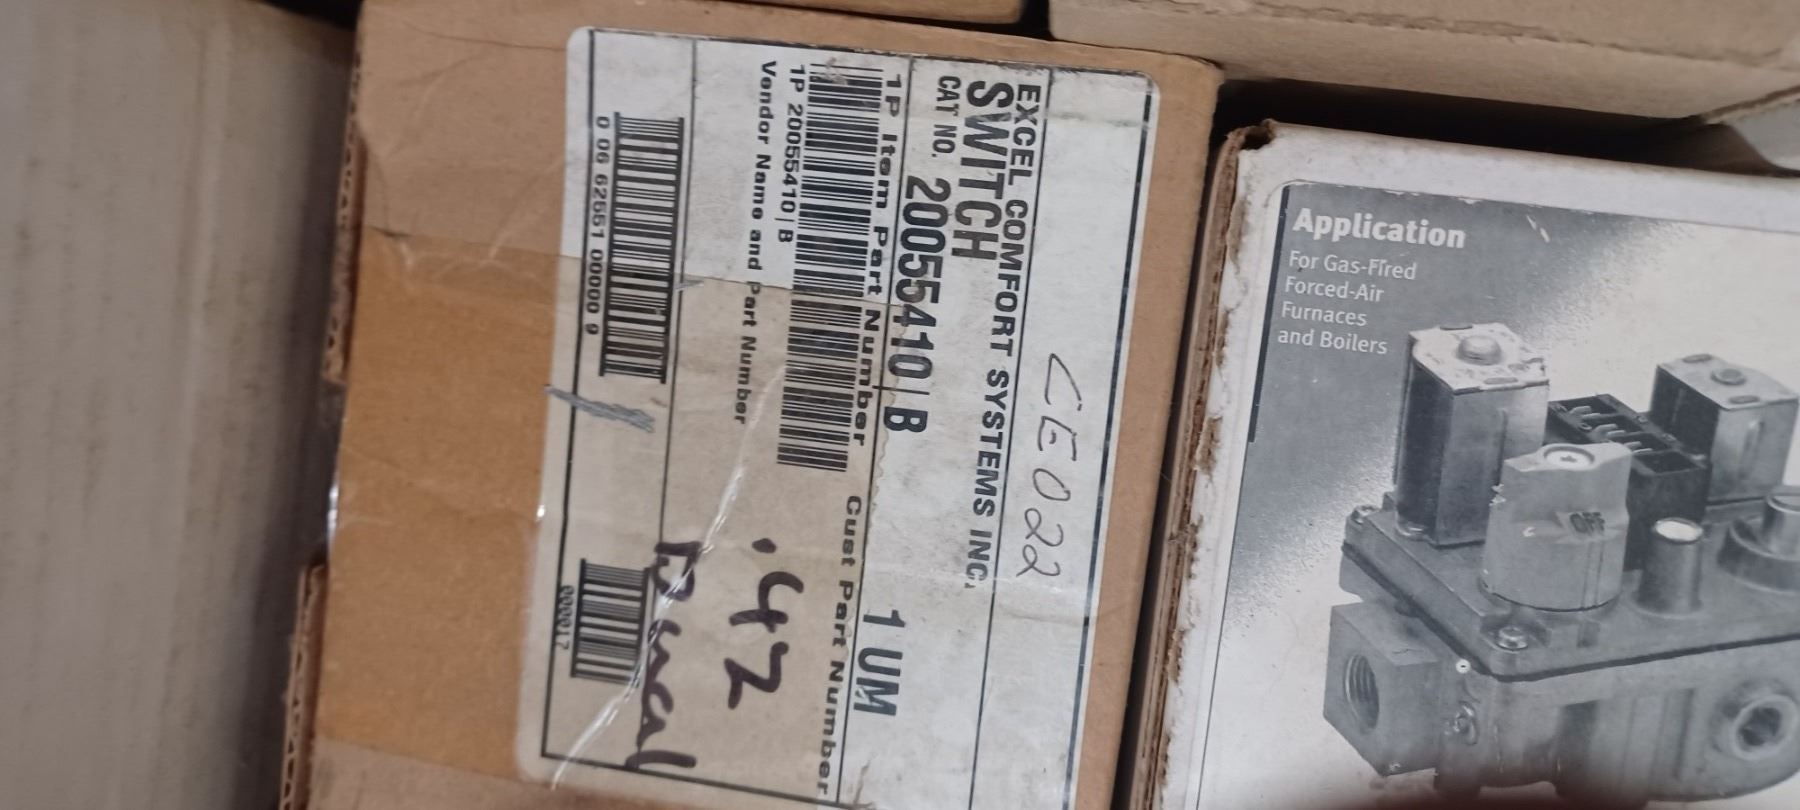 CE022
EXCEL COMFORT SYSTEMS INC.
SWITCH
CAT NO. 20055410|B 1 UM
1P Item Part Number Cust Part Number
1P 20055410|B
Vendor Name and Part Number
.42
0 06 62551 00000 9
000017
Application
For Gas-Fired
Forced-Air
Furnaces
and Boilers
OFF